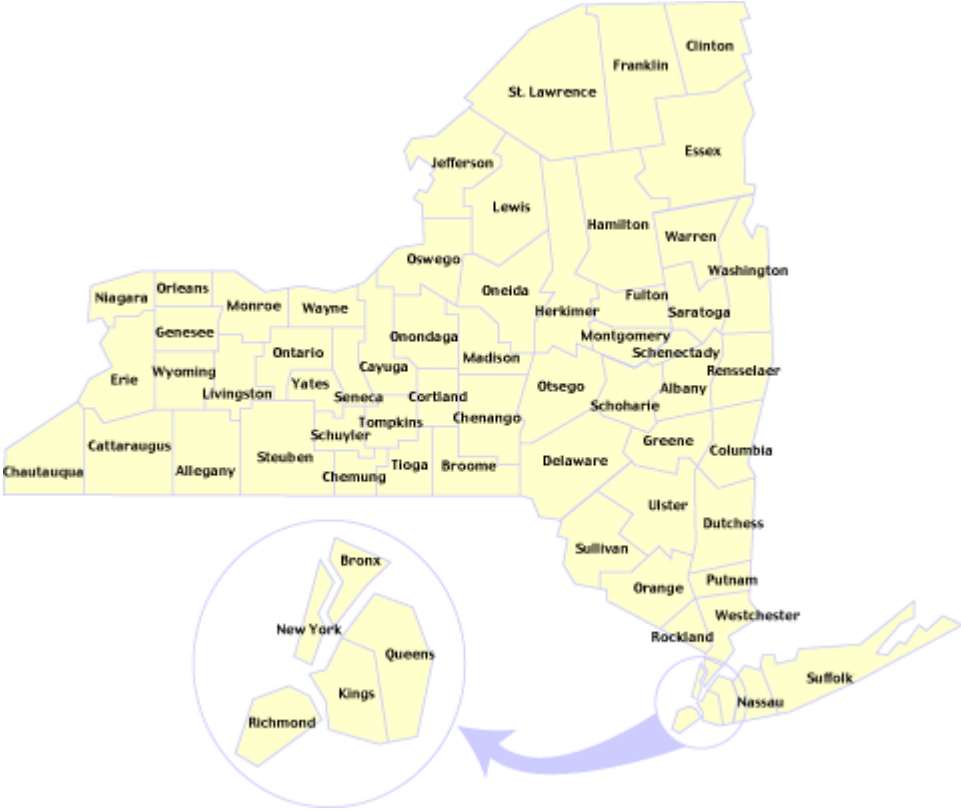 Clinton
Franklin
St. Lawrence
Essex
Jefferson
Lewis
Hamilton
Warren
Oswego
Washington
Orleans
Oneida
Niagara
Fulton
Monroe
Wayne
Herkimer
Saratoga
Genesee
Onondaga
Montgomery
Ontario
Schenectady
Madison
Cayuga
Rensselaer
Wyoming
Erie
Yates
Otsego
Albany
Livingston
Seneca
Cortland
Schoharie
Chenango
Tompkins
Schuyler
Greene
Cattaraugus
Columbia
Steuben
Delaware
Tioga
Broome
Chautauqua
Allegany
Chemung
Ulster
Dutchess
Sullivan
Bronx
Putnam
Orange
Westchester
New York
Rockland
Queens
Suffolk
Kings
Nassau
Richmond